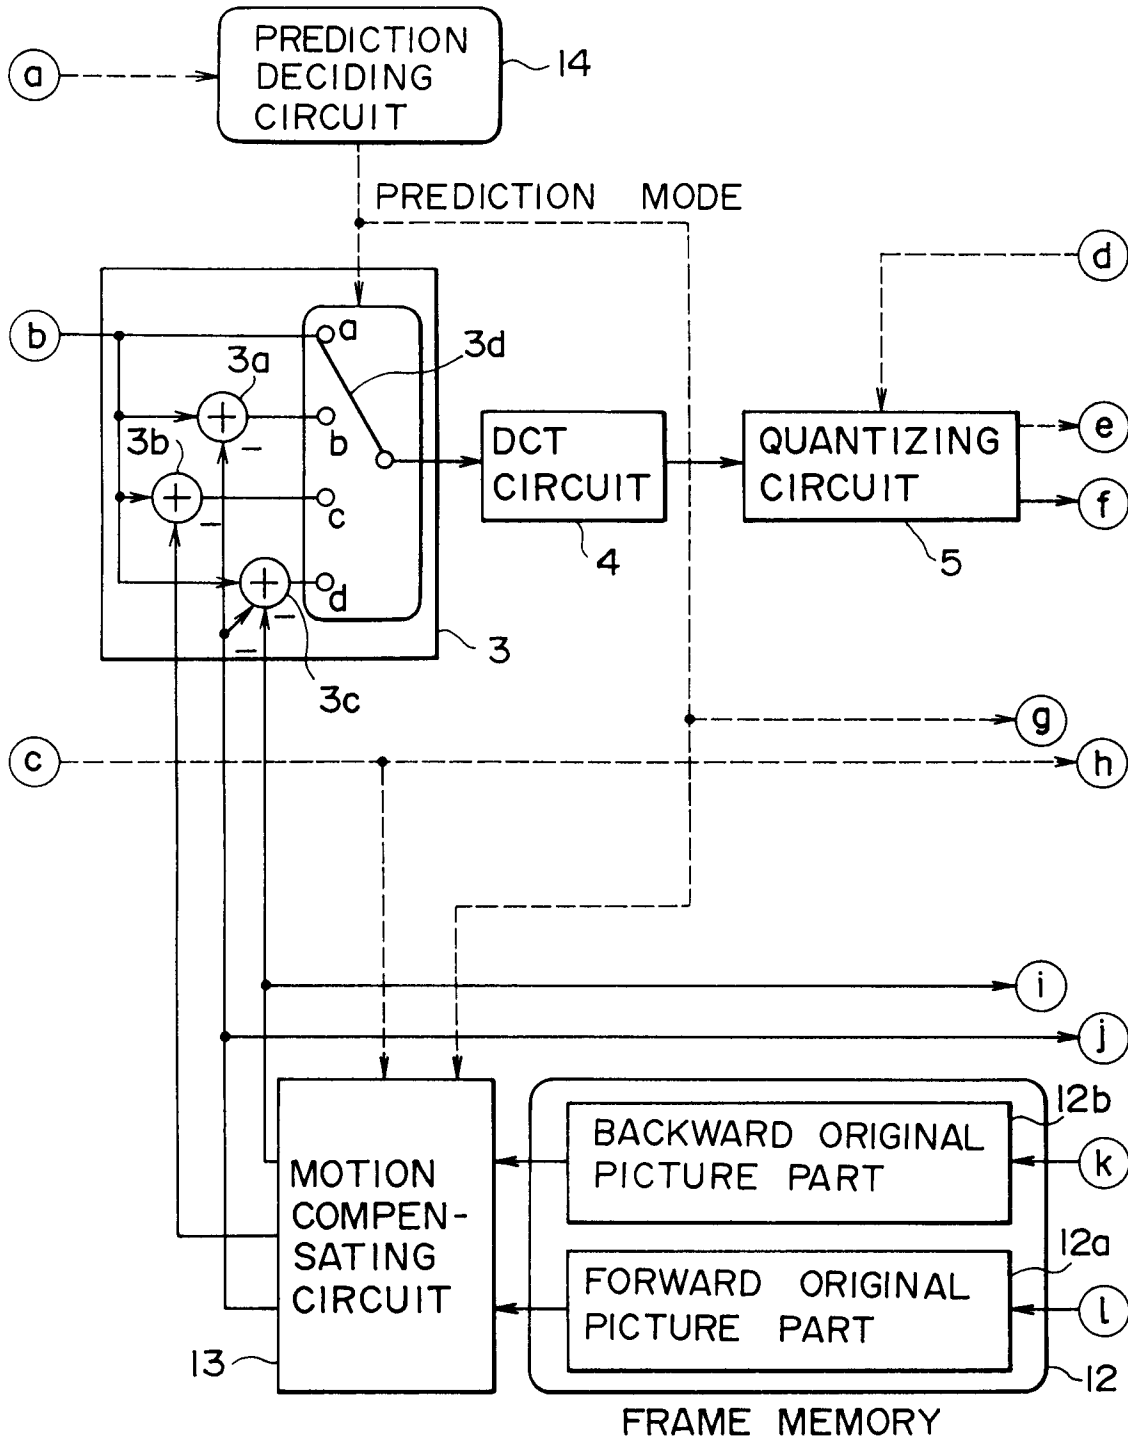 PREDICTION
DECIDING
CIRCUIT
14
a
PREDICTION MODE
d
b
a
3d
3a
+
b
−
3b
+
c
−
+
d
−
−
3
3c
DCT
CIRCUIT
4
QUANTIZING
CIRCUIT
5
e
f
g
c
h
i
j
MOTION
COMPEN-
SATING
CIRCUIT
13
BACKWARD ORIGINAL
PICTURE PART
12b
k
FORWARD ORIGINAL
PICTURE PART
12a
l
12
FRAME MEMORY